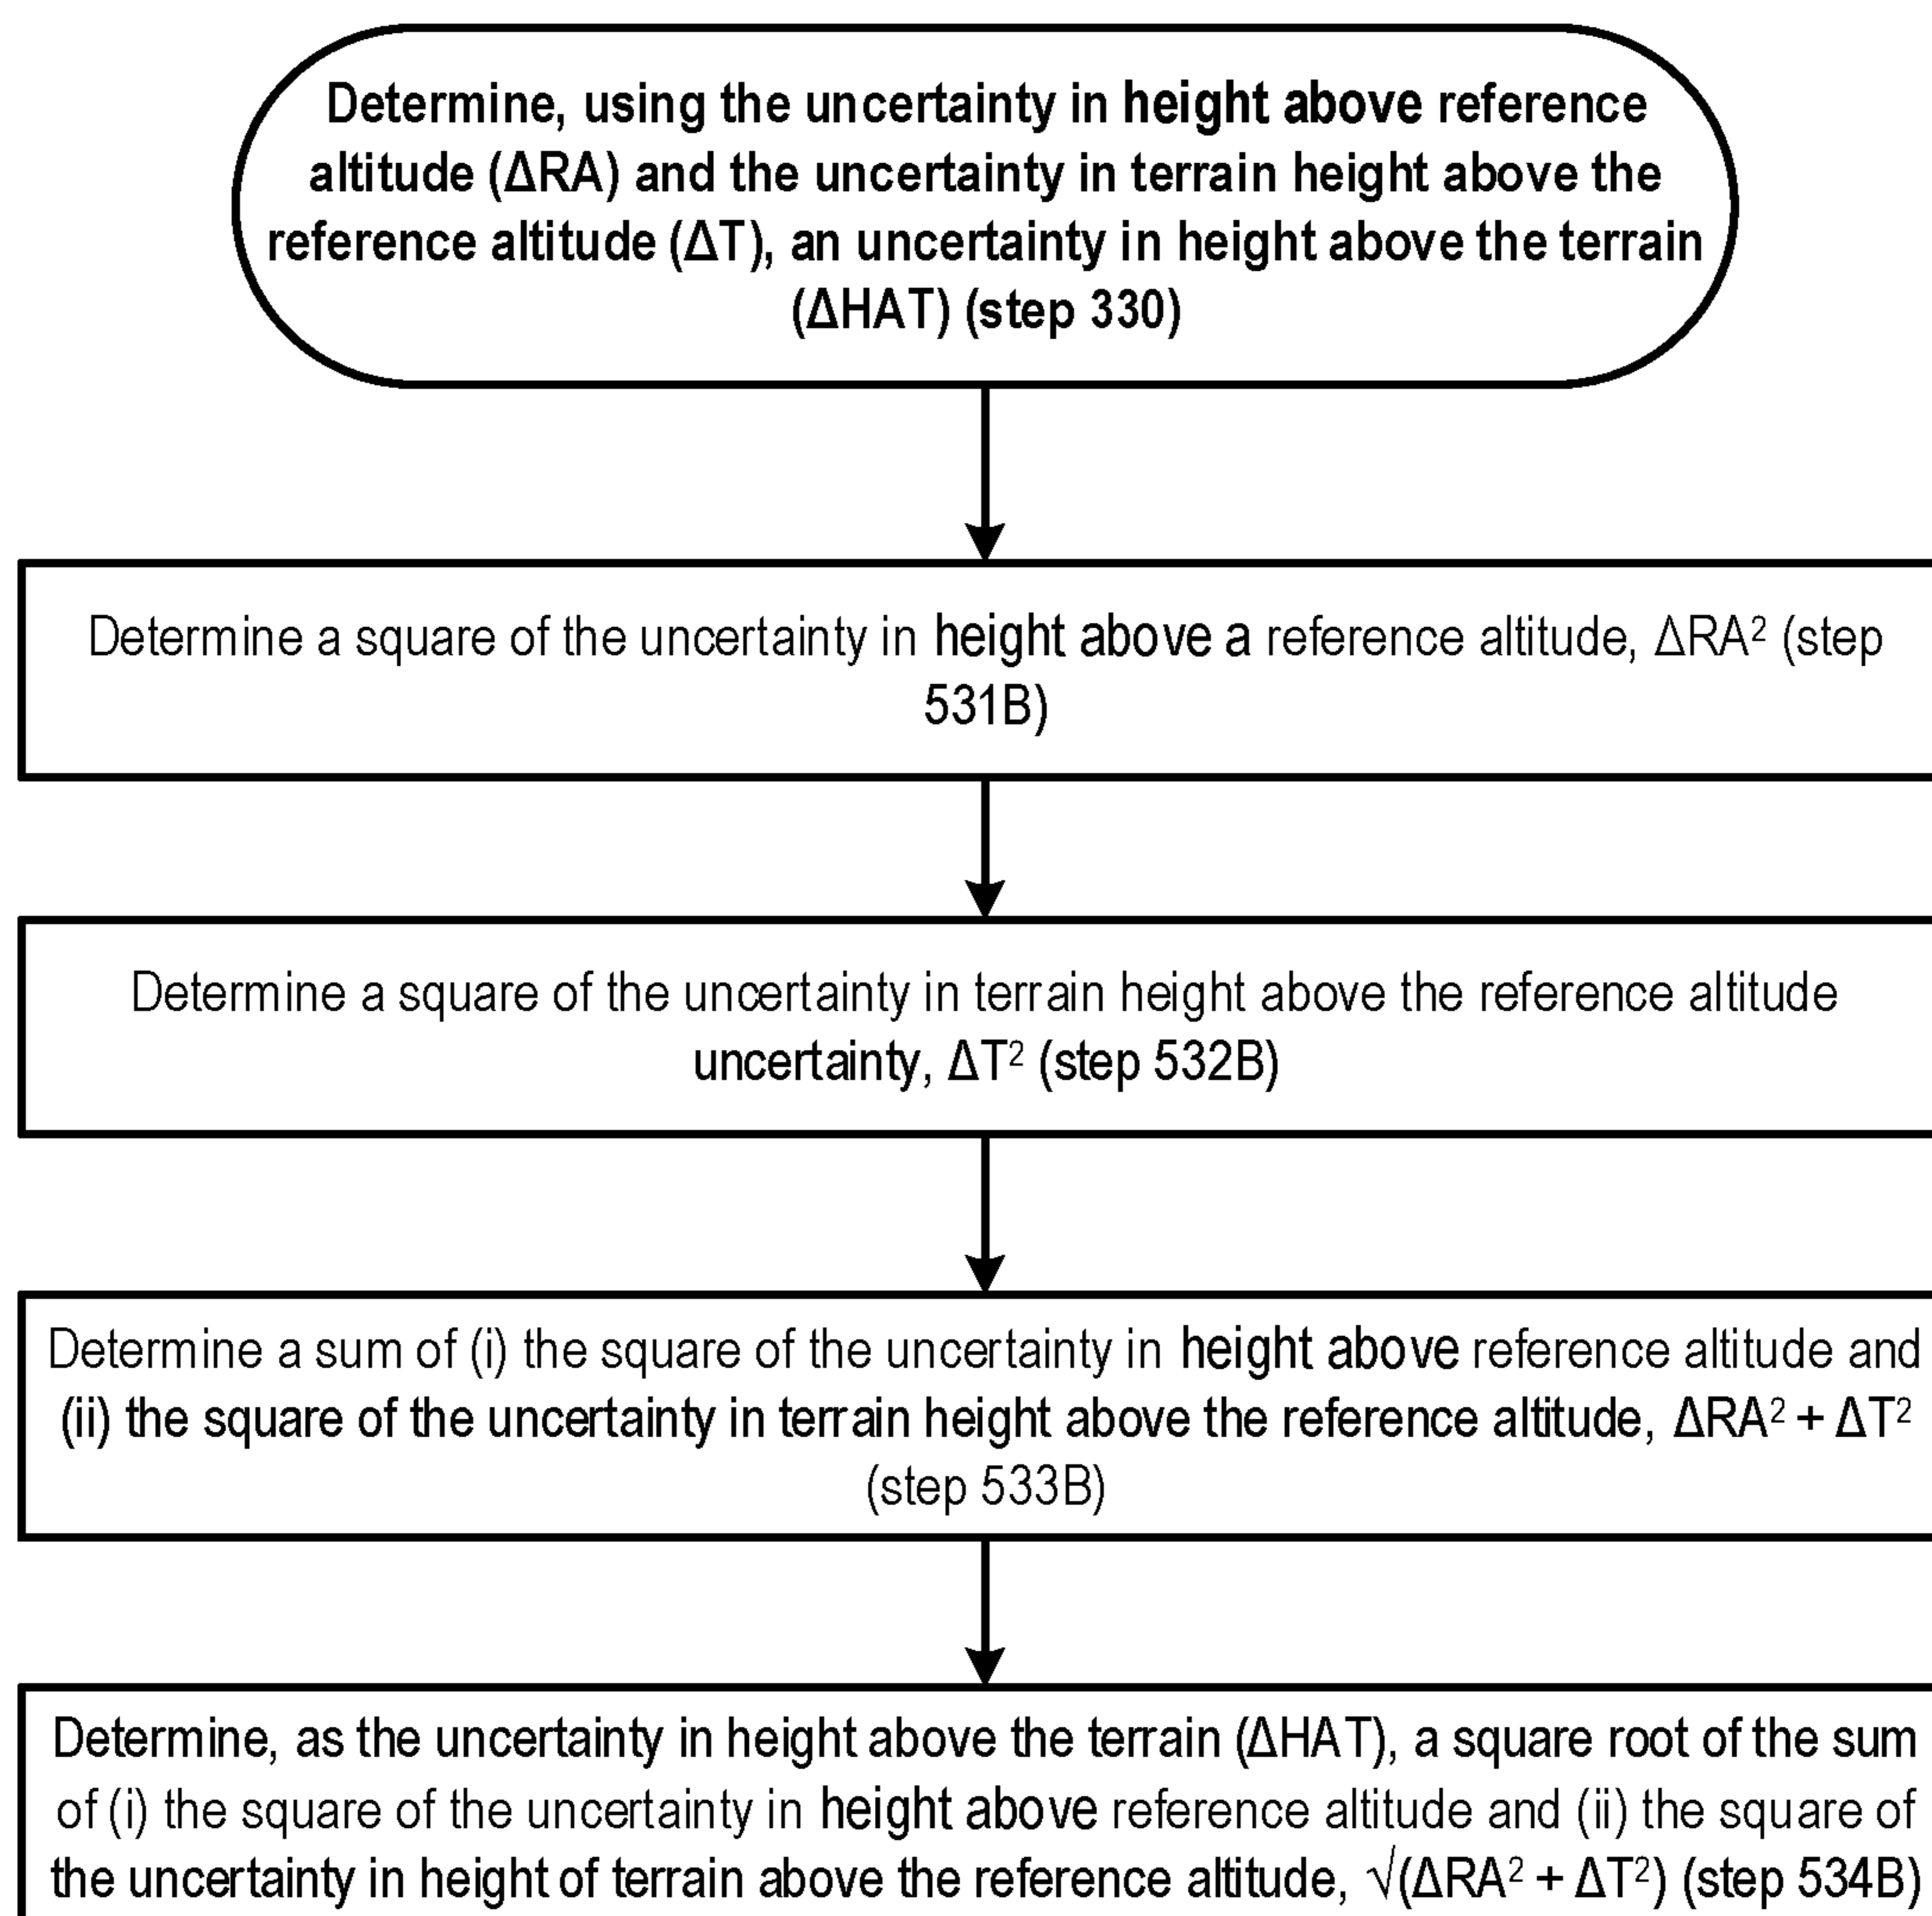 Determine, using the uncertainty in height above reference
altitude (ΔRA) and the uncertainty in terrain height above the
reference altitude (ΔT), an uncertainty in height above the terrain
(ΔHAT) (step 330)
Determine a square of the uncertainty in height above a reference altitude, ΔRA² (step
531B)
Determine a square of the uncertainty in terrain height above the reference altitude
uncertainty, ΔT² (step 532B)
Determine a sum of (i) the square of the uncertainty in height above reference altitude and
(ii) the square of the uncertainty in terrain height above the reference altitude, ΔRA² + ΔT²
(step 533B)
Determine, as the uncertainty in height above the terrain (ΔHAT), a square root of the sum
of (i) the square of the uncertainty in height above reference altitude and (ii) the square of
the uncertainty in height of terrain above the reference altitude, √(ΔRA² + ΔT²) (step 534B)